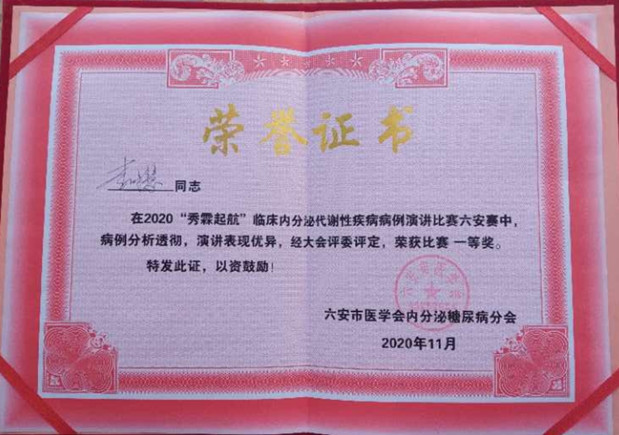 荣誉证书
同志
在2020“秀霖起航”临床内分泌代谢性疾病病例演讲比赛六安赛中，
病例分析透彻，演讲表现优异，经大会评委评定，荣获比赛 一等奖。
特发此证，以资鼓励！
六安市医学会内分泌糖尿病分会
2020年11月